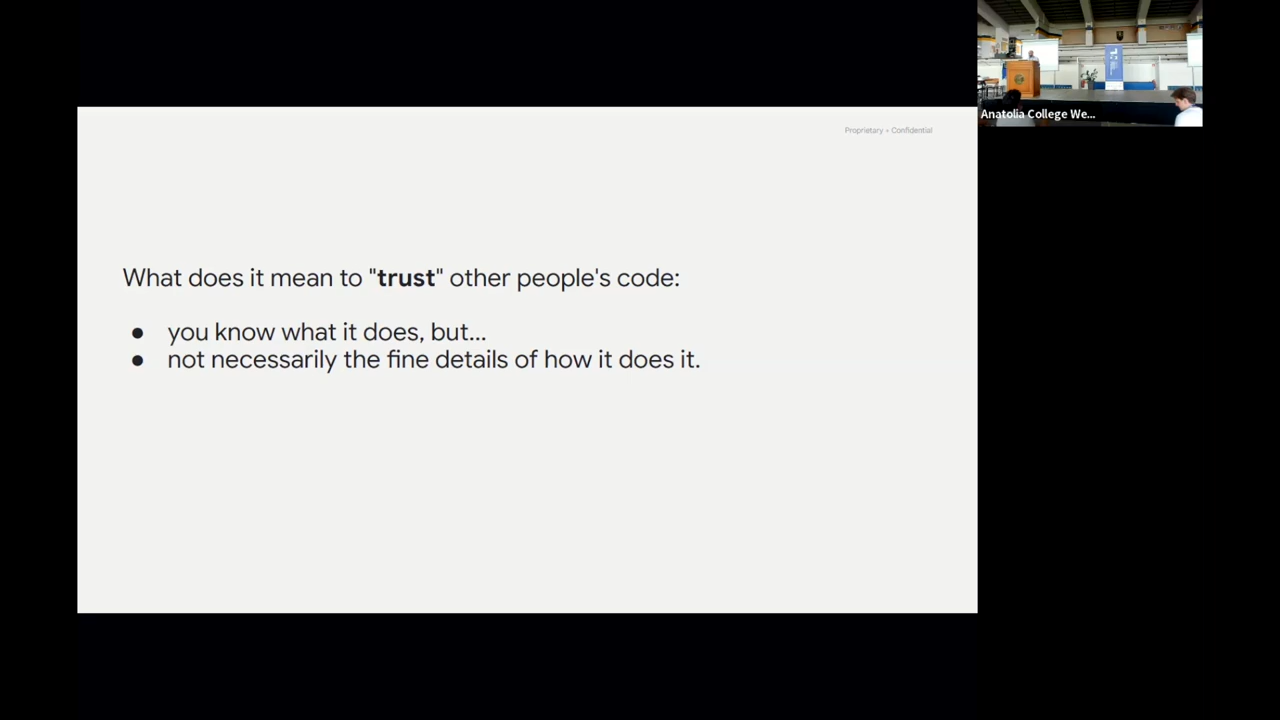 Proprietary + Confidential
What does it mean to "trust" other people's code:
● you know what it does, but...
● not necessarily the fine details of how it does it.
Anatolia College We...